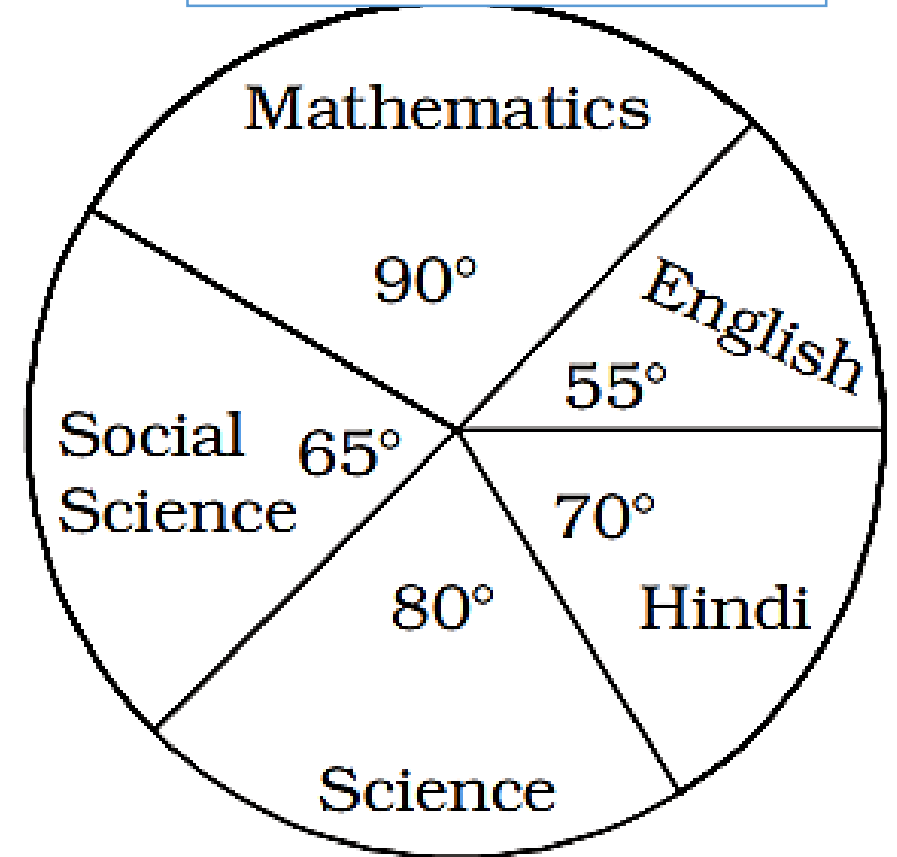 Mathematics
90°
English
55°
Social
Science
65°
70°
Hindi
80°
Science